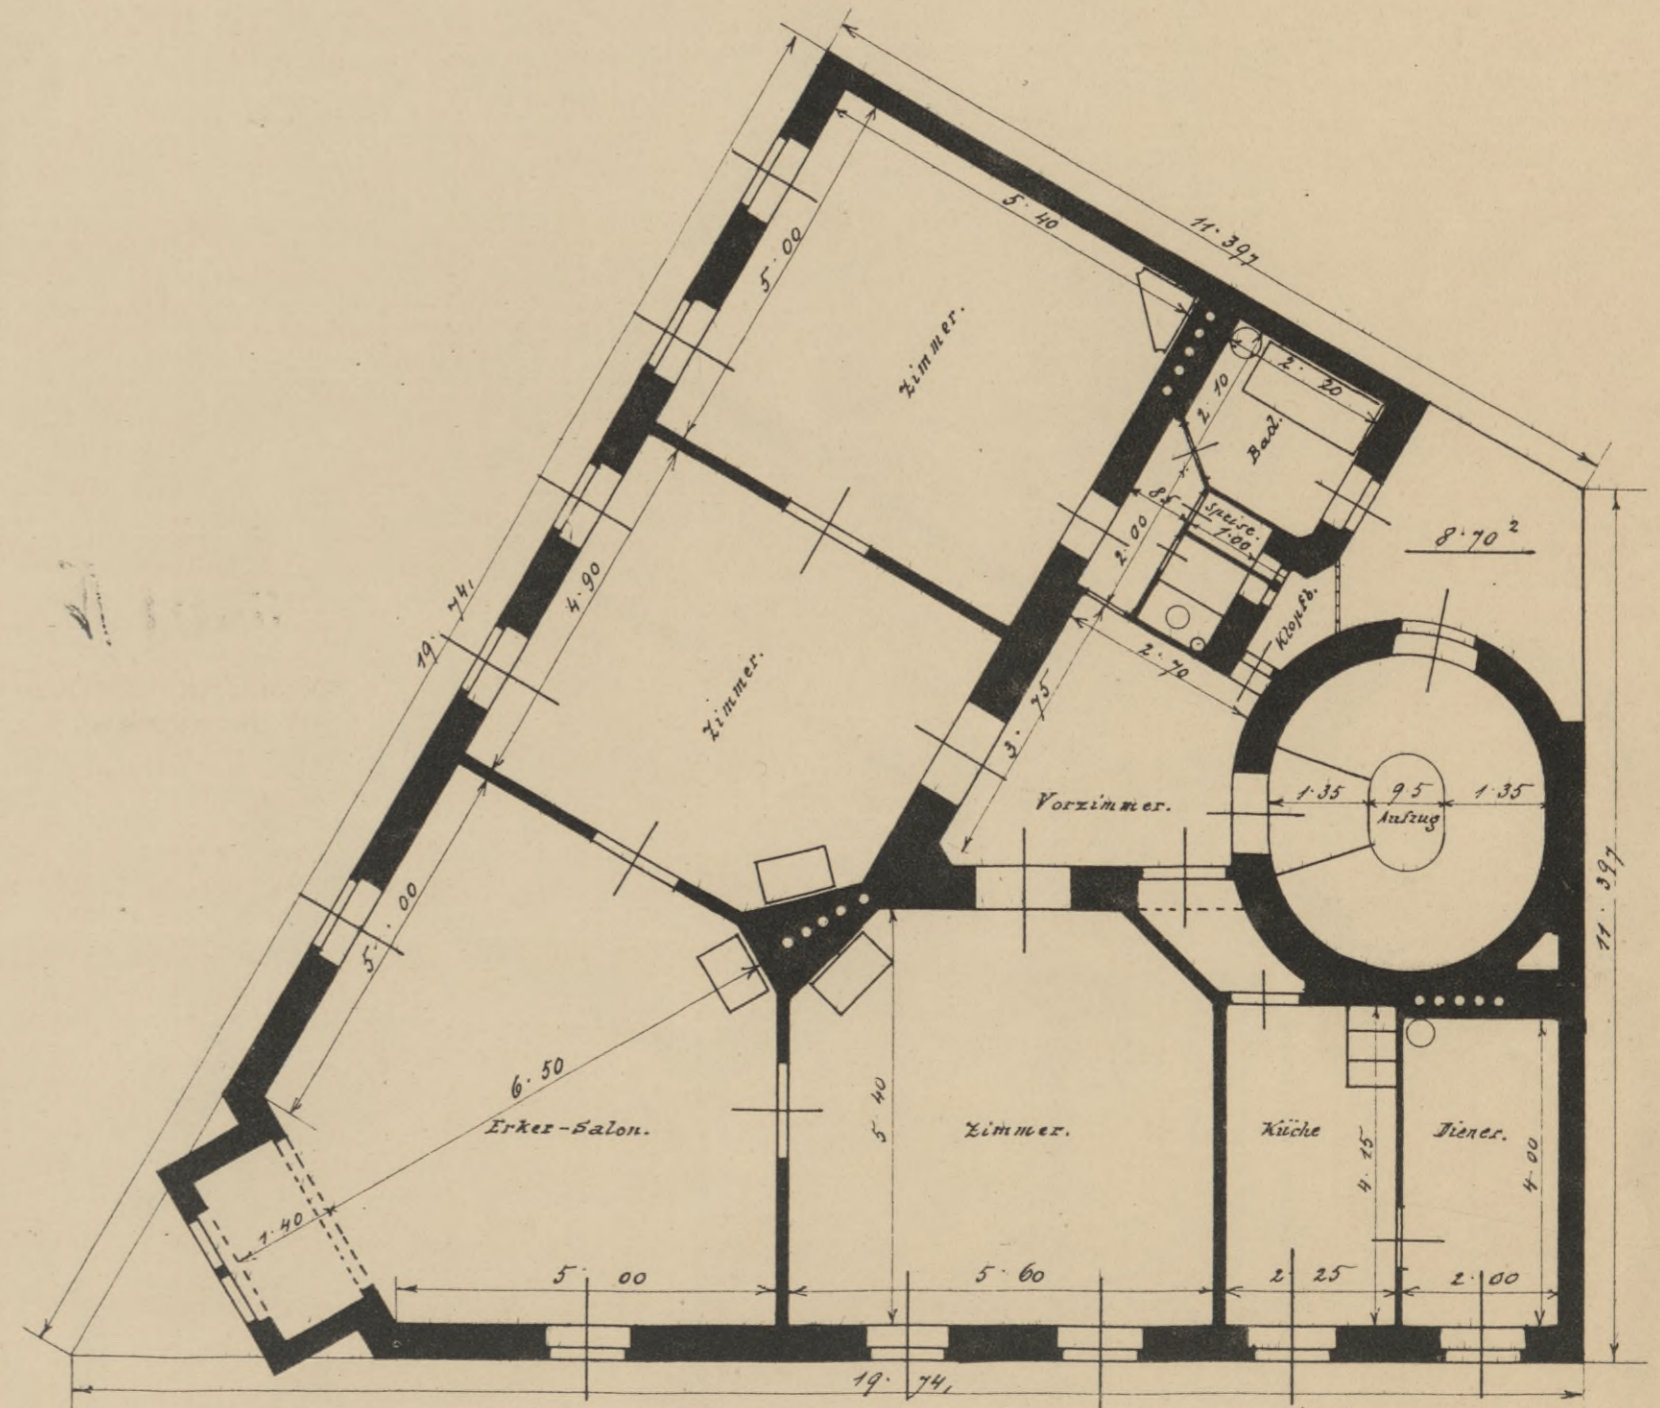 11·397
5·40
5·00
Zimmer.
2·20
2·10
Bad.
85
Speise.
1·00
2·00
8·70²
4·90
19·74,
Klopfb.
2·70
Zimmer.
3·75
Vorzimmer.
1·35
95
1·35
Aufzug
5·00
11·397
6·50
5·40
Erker-Salon.
Zimmer.
Küche
Diener.
4·15
4·00
1·40
5·00
5·60
2·25
2·00
19·74,